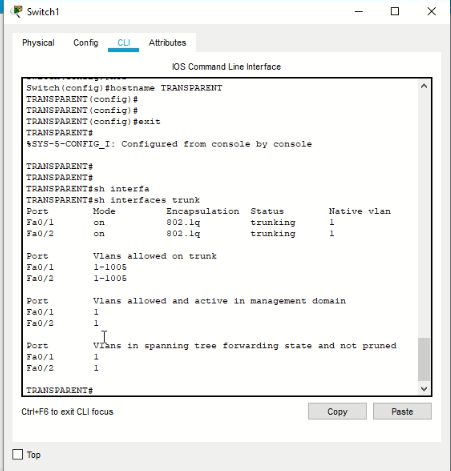 Switch1
Physical Config CLI Attributes
IOS Command Line Interface
Switch(config)#hostname TRANSPARENT
TRANSPARENT(config)#
TRANSPARENT(config)#
TRANSPARENT(config)#exit
TRANSPARENT#
%SYS-5-CONFIG_I: Configured from console by console
TRANSPARENT#
TRANSPARENT#
TRANSPARENT#sh interfa
TRANSPARENT#sh interfaces trunk
Port Mode Encapsulation Status Native vlan
Fa0/1 on 802.1q trunking 1
Fa0/2 on 802.1q trunking 1
Port Vlans allowed on trunk
Fa0/1 1-1005
Fa0/2 1-1005
Port Vlans allowed and active in management domain
Fa0/1 1
Fa0/2 1
Port Vlans in spanning tree forwarding state and not pruned
Fa0/1 1
Fa0/2 1
TRANSPARENT#
Ctrl+F6 to exit CLI focus
Copy Paste
Top